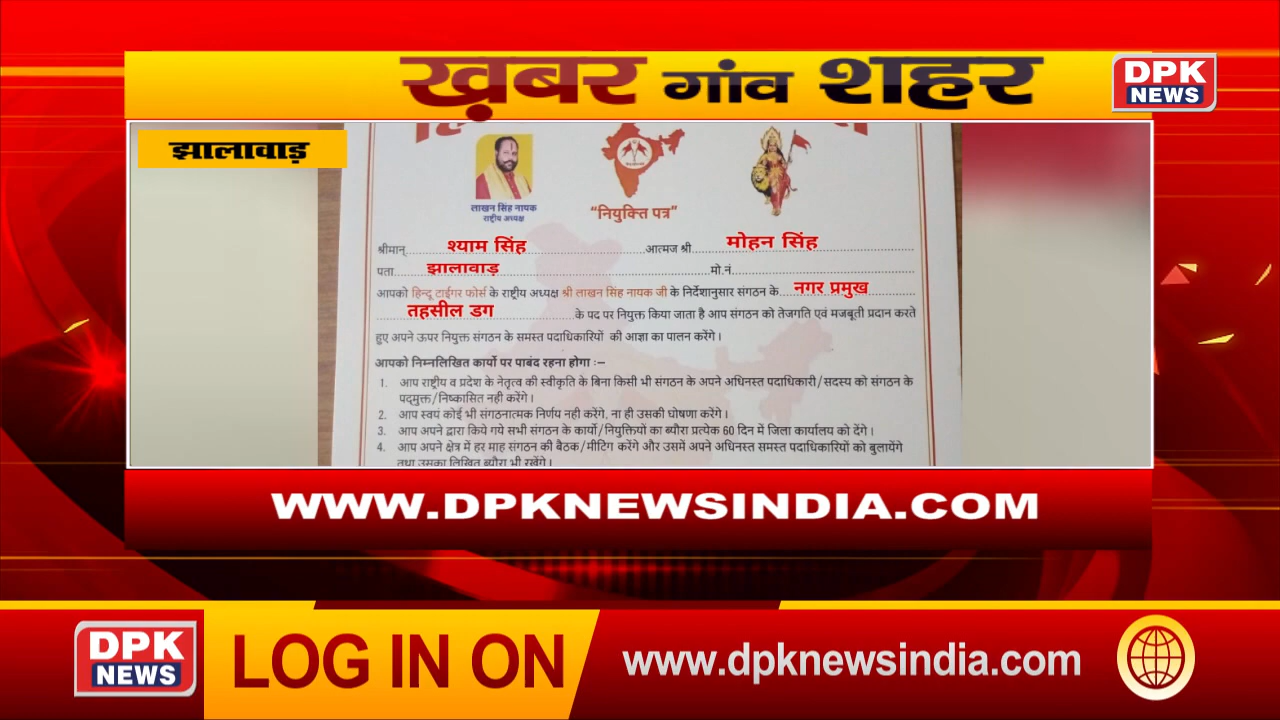 ख़बर गांव शहर
DPK
NEWS
झालावाड़
लाखन सिंह नायक
राष्ट्रीय अध्यक्ष
"नियुक्ति पत्र"
श्रीमान् श्याम सिंह आत्मज श्री मोहन सिंह
पता झालावाड़ मो.नं.
आपको हिन्दू टाईगर फोर्स के राष्ट्रीय अध्यक्ष श्री लाखन सिंह नायक जी के निर्देशानुसार संगठन के नगर प्रमुख
तहसील डग के पद पर नियुक्त किया जाता है आप संगठन को तेजगति एवं मजबूती प्रदान करते
हुए अपने ऊपर नियुक्त संगठन के समस्त पदाधिकारियों की आज्ञा का पालन करेंगे।
आपको निम्नलिखित कार्यो पर पाबंद रहना होगा :–
1. आप राष्ट्रीय व प्रदेश के नेतृत्व की स्वीकृति के बिना किसी भी संगठन के अपने अधिनस्त पदाधिकारी/सदस्य को संगठन के
पद्मुक्त/निष्कासित नही करेंगे।
2. आप स्वयं कोई भी संगठनात्मक निर्णय नही करेंगे, ना ही उसकी घोषणा करेंगे।
3. आप अपने द्वारा किये गये सभी संगठन के कार्यो/नियुक्तियों का ब्यौरा प्रत्येक 60 दिन में जिला कार्यालय को देंगे।
4. आप अपने क्षेत्र में हर माह संगठन की बैठक/मीटिग करेंगे और उसमें अपने अधिनस्त समस्त पदाधिकारियों को बुलायेंगे
तथा उसका लिखित ब्यौरा भी रखेंगे।
WWW.DPKNEWSINDIA.COM
DPK
NEWS
LOG IN ON
www.dpknewsindia.com